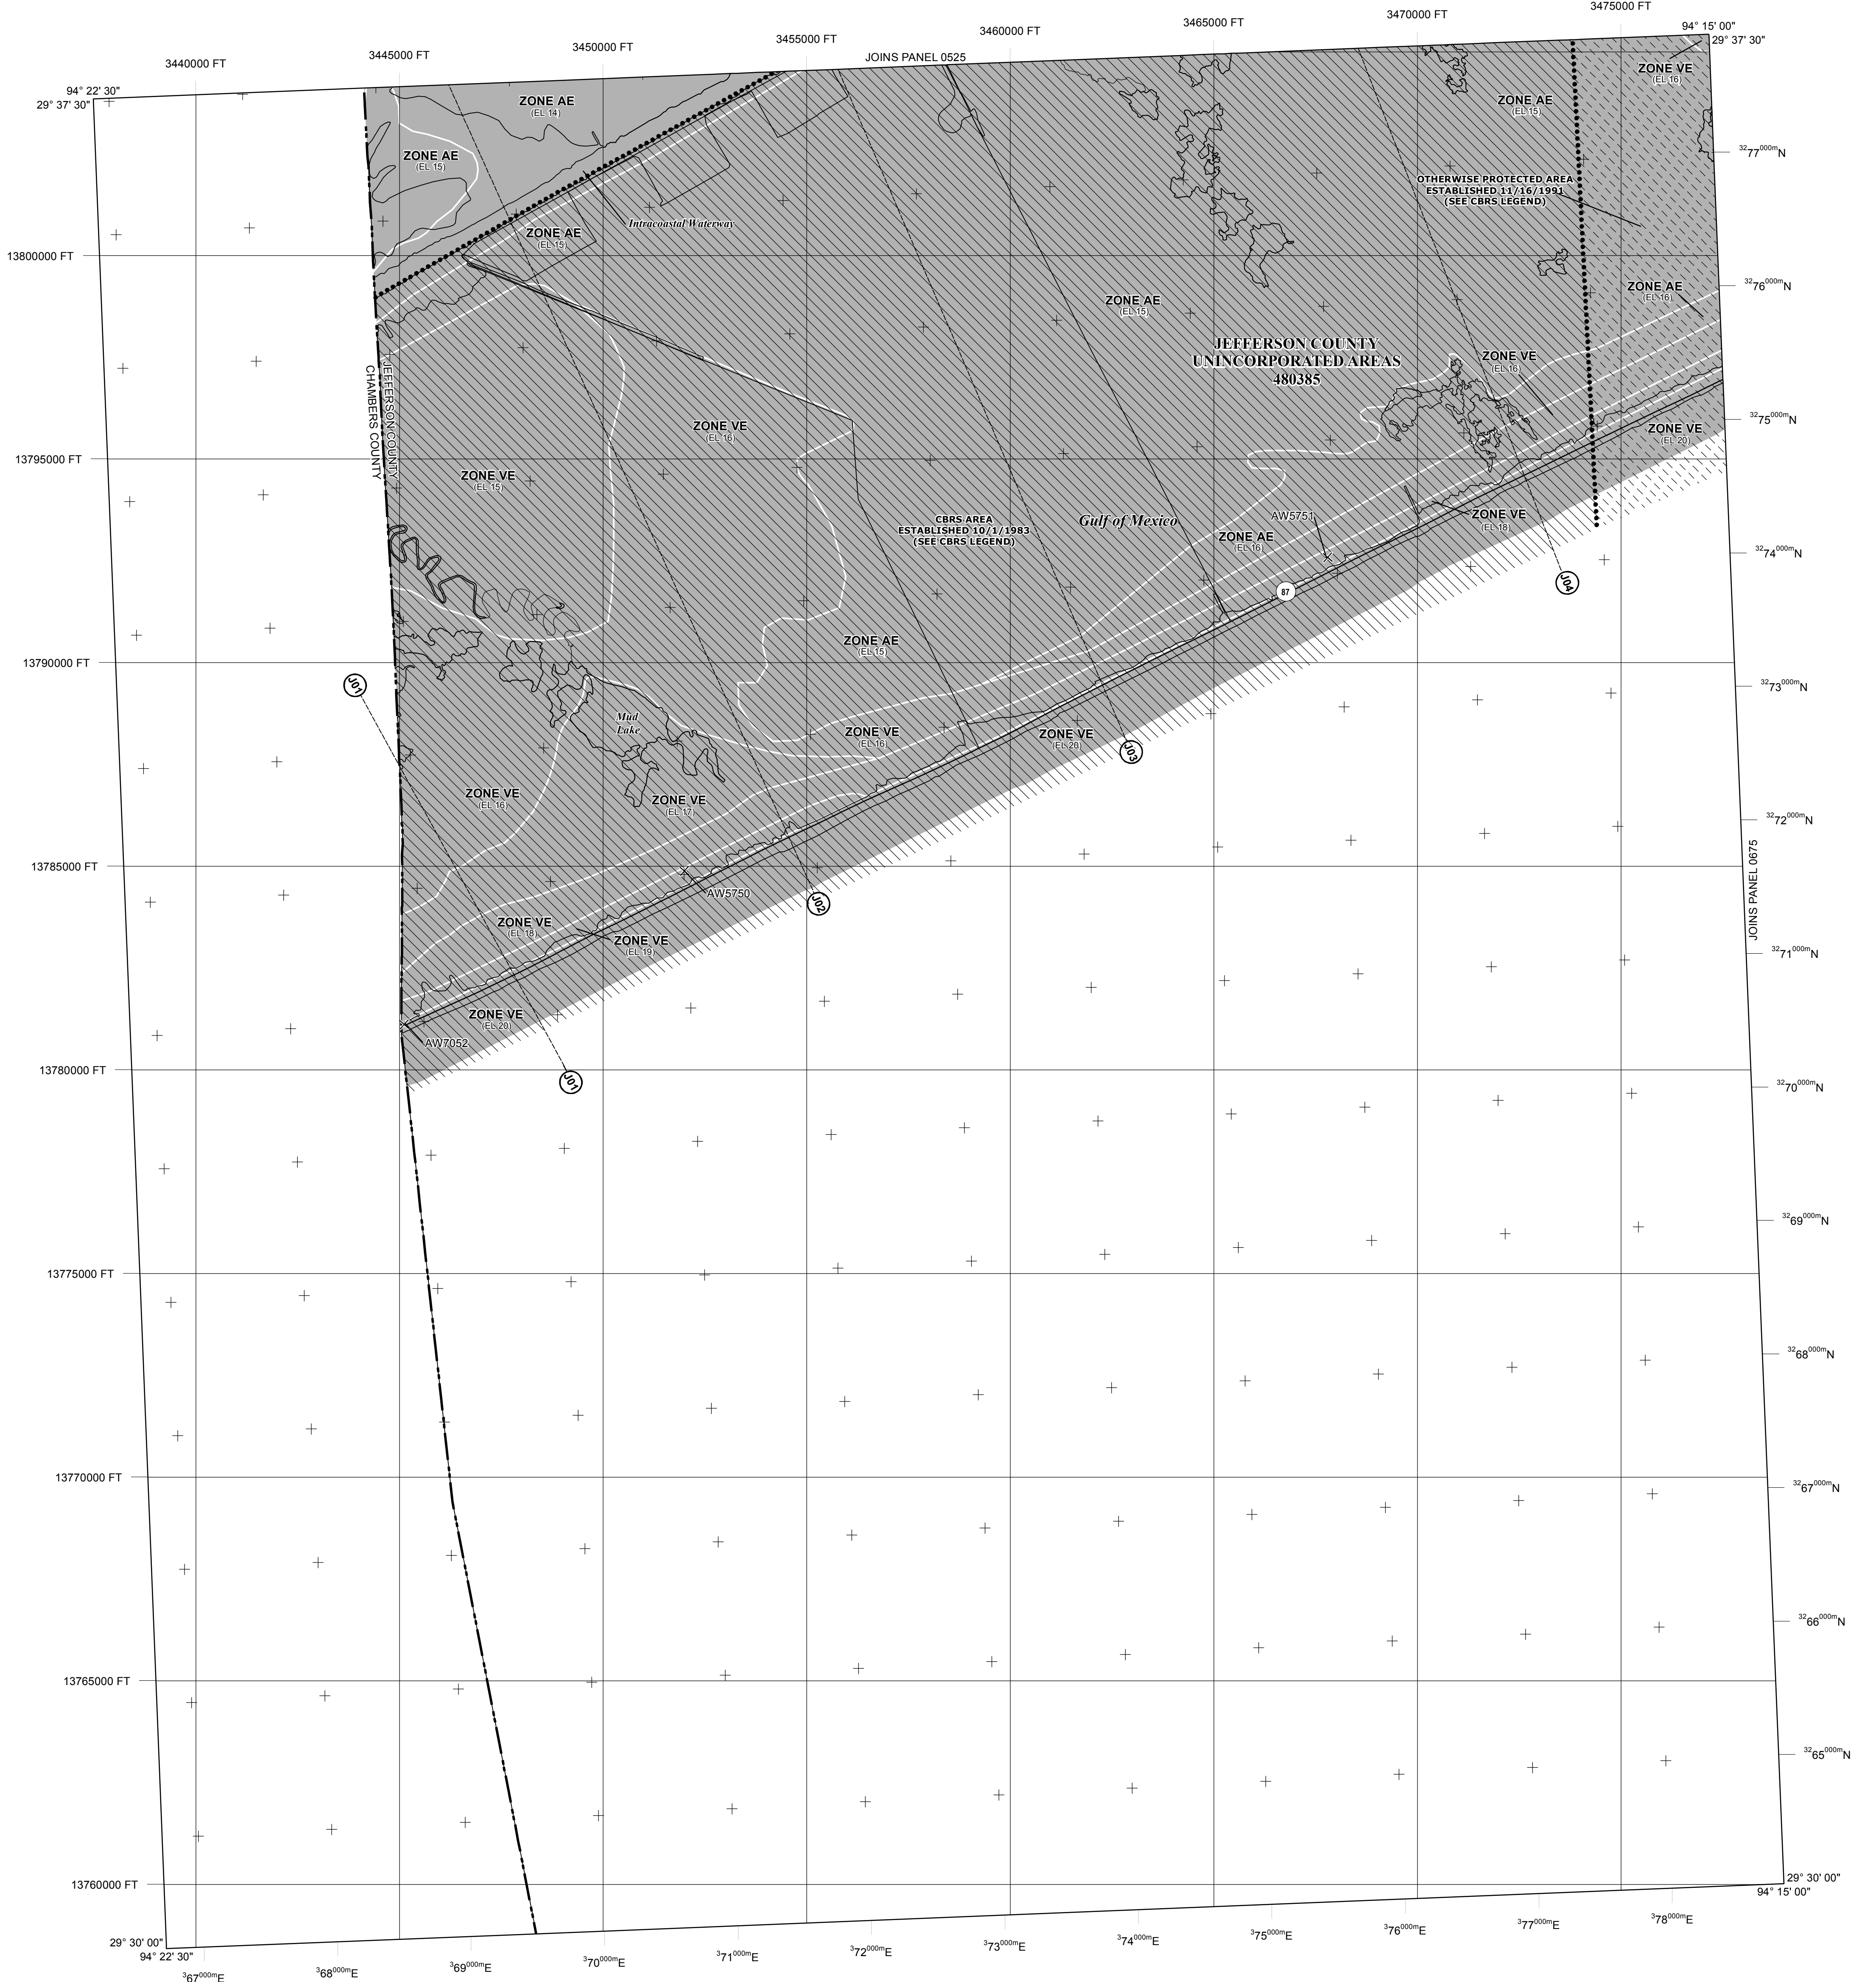 3440000 FT
3445000 FT
3450000 FT
3455000 FT
3460000 FT
3465000 FT
3470000 FT
3475000 FT
JOINS PANEL 0525
94° 22' 30"
29° 37' 30"
94° 15' 00"
29° 37' 30"
ZONE AE
(EL 14)
ZONE AE
(EL 15)
ZONE AE
(EL 15)
Intracoastal Waterway
ZONE AE
(EL 15)
ZONE VE
(EL 16)
OTHERWISE PROTECTED AREA
ESTABLISHED 11/16/1991
(SEE CBRS LEGEND)
ZONE AE
(EL 16)
ZONE AE
(EL 15)
JEFFERSON COUNTY
UNINCORPORATED AREAS
480385
ZONE VE
(EL 16)
ZONE VE
(EL 20)
JEFFERSON COUNTY
CHAMBERS COUNTY
ZONE VE
(EL 16)
ZONE VE
(EL 15)
CBRS AREA
ESTABLISHED 10/1/1983
(SEE CBRS LEGEND)
Gulf of Mexico
AW5751
ZONE AE
(EL 16)
ZONE VE
(EL 18)
87
J04
ZONE AE
(EL 15)
J01
Mud
Lake
ZONE VE
(EL 16)
ZONE VE
(EL 20)
J03
ZONE VE
(EL 16)
ZONE VE
(EL 17)
AW5750
J02
ZONE VE
(EL 18)
ZONE VE
(EL 19)
ZONE VE
(EL 20)
AW7052
J01
13800000 FT
13795000 FT
13790000 FT
13785000 FT
13780000 FT
13775000 FT
13770000 FT
13765000 FT
13760000 FT
3277000mN
3276000mN
3275000mN
3274000mN
3273000mN
3272000mN
JOINS PANEL 0675
3271000mN
3270000mN
3269000mN
3268000mN
3267000mN
3266000mN
3265000mN
29° 30' 00"
94° 15' 00"
29° 30' 00"
94° 22' 30"
367000mE
368000mE
369000mE
370000mE
371000mE
372000mE
373000mE
374000mE
375000mE
376000mE
377000mE
378000mE